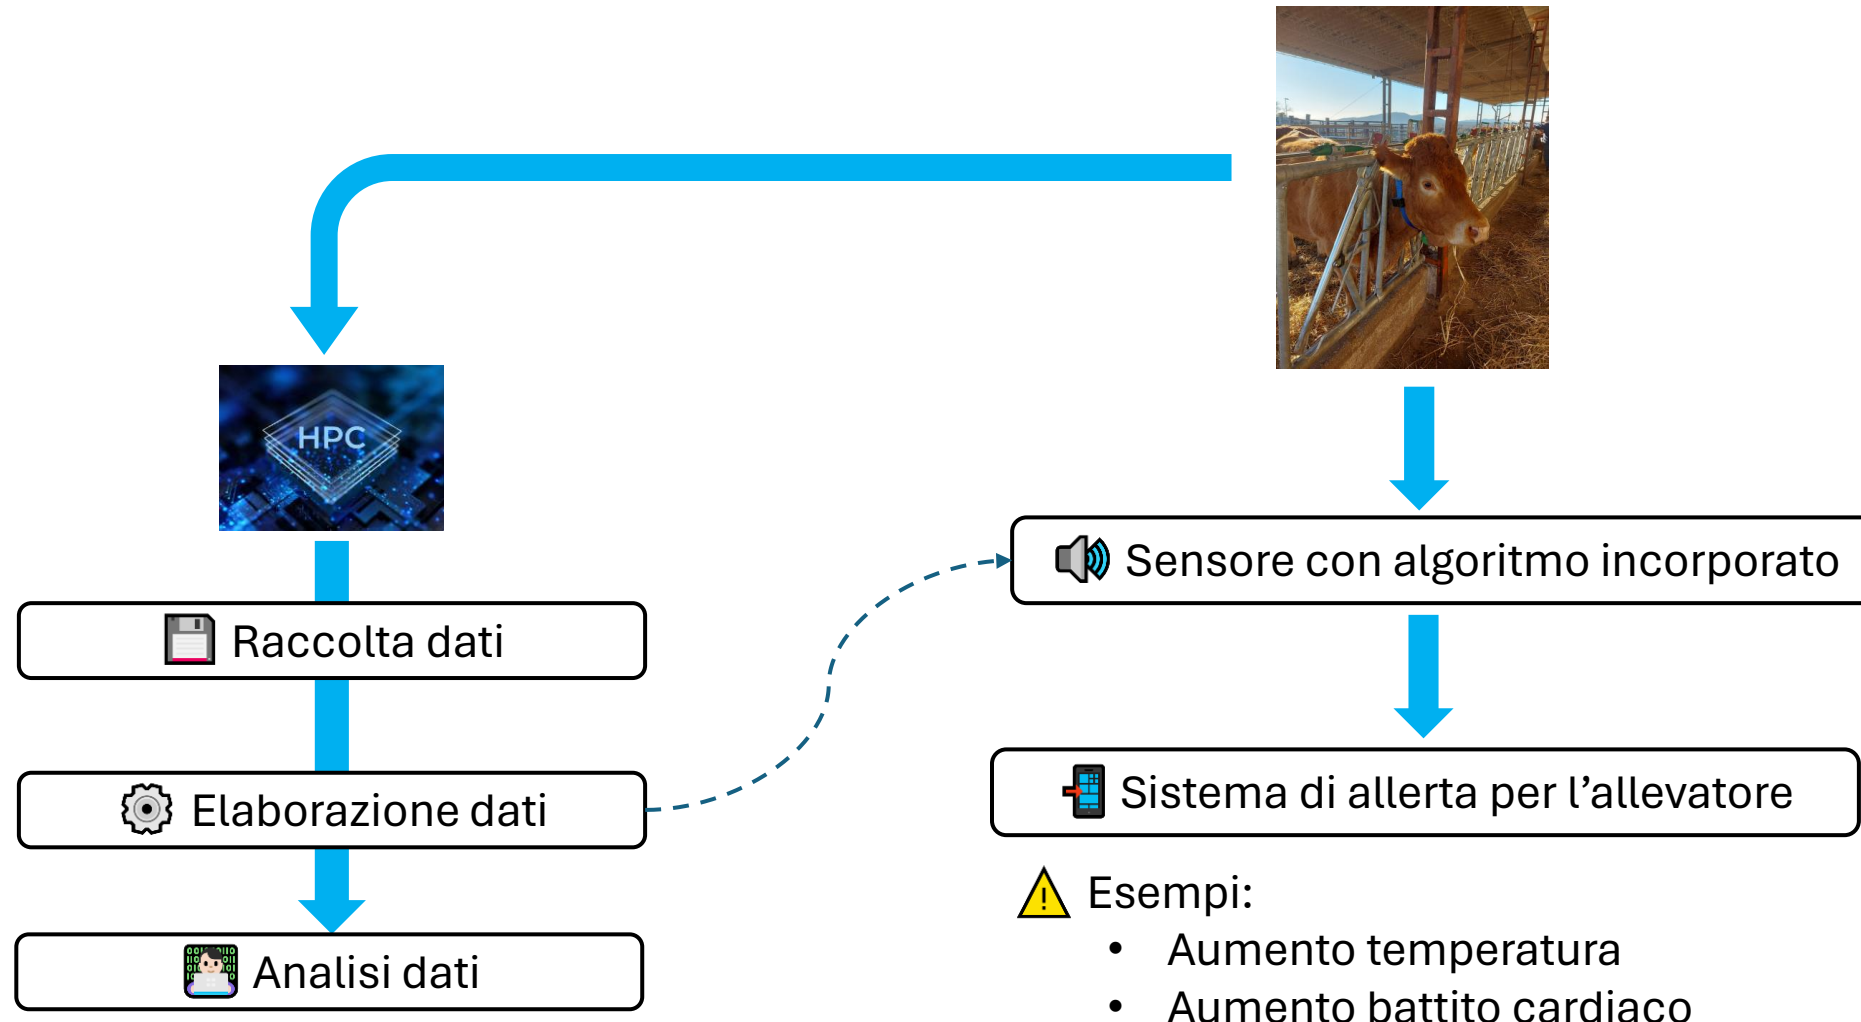 HPC
Raccolta dati
Elaborazione dati
Analisi dati
Sensore con algoritmo incorporato
Sistema di allerta per l’allevatore
Esempi:
• Aumento temperatura
• Aumento battito cardiaco